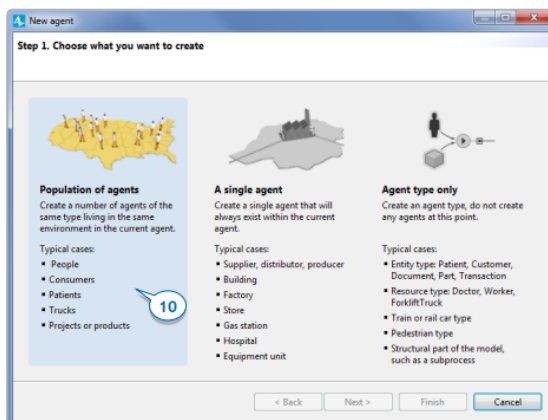 New agent
Step 1. Choose what you want to create
Population of agents
Create a number of agents of the
same type living in the same
environment in the current agent.
Typical cases:
▪ People
▪ Consumers
▪ Patients
▪ Trucks
▪ Projects or products
10
A single agent
Create a single agent that will
always exist within the current
agent.
Typical cases:
▪ Supplier, distributor, producer
▪ Building
▪ Factory
▪ Store
▪ Gas station
▪ Hospital
▪ Equipment unit
Agent type only
Create an agent type, do not create
any agents at this point.
Typical cases:
▪ Entity type: Patient, Customer,
Document, Part, Transaction
▪ Resource type: Doctor, Worker,
ForkliftTruck
▪ Train or rail car type
▪ Pedestrian type
▪ Structural part of the model,
such as a subprocess
< Back Next > Finish Cancel